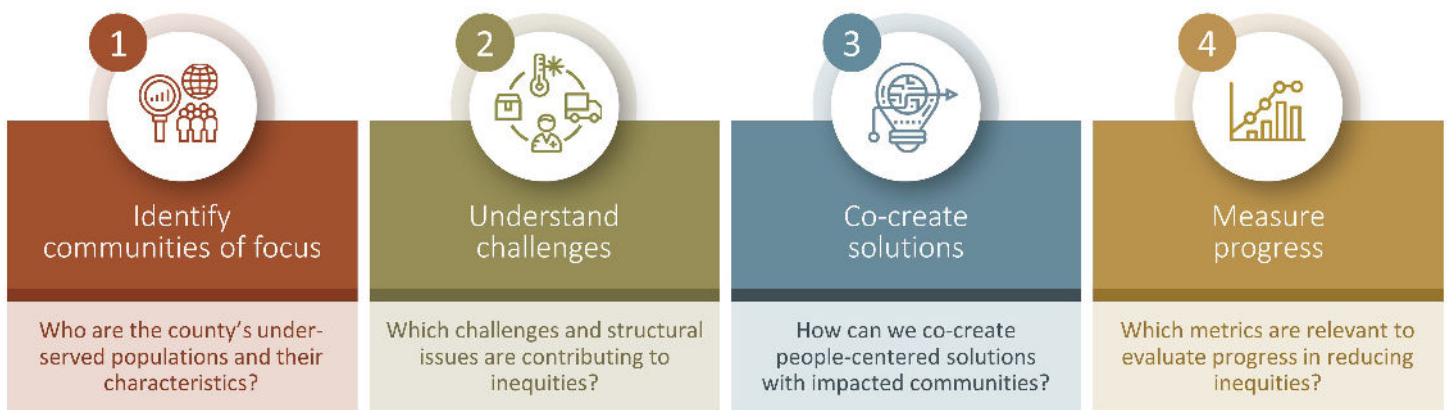 1
Identify
communities of focus
Who are the county's under-
served populations and their
characteristics?
2
Understand
challenges
Which challenges and structural
issues are contributing to
inequities?
3
Co-create
solutions
How can we co-create
people-centered solutions
with impacted communities?
4
Measure
progress
Which metrics are relevant to
evaluate progress in reducing
inequities?